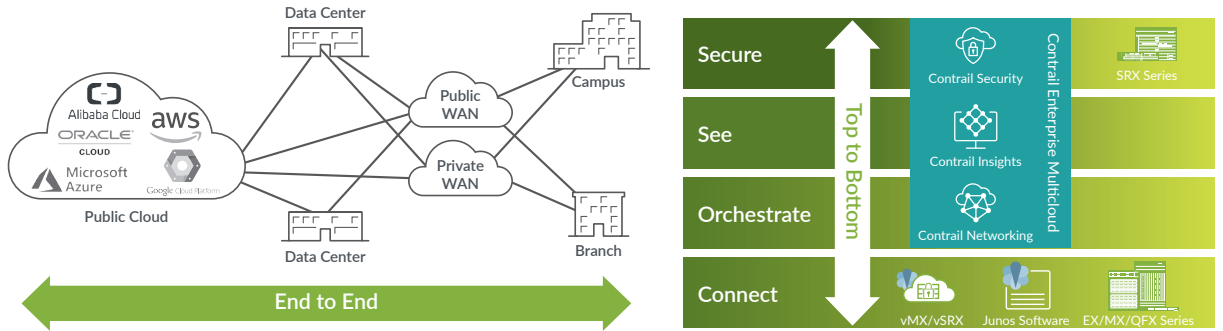 Data Center
Campus
Alibaba Cloud
aws
ORACLE
CLOUD
Microsoft
Azure
Google Cloud Platform
Public Cloud
Public
WAN
Private
WAN
Data Center
Branch
End to End
Secure
See
Orchestrate
Connect
Top to Bottom
Contrail Security
Contrail Insights
Contrail Networking
Contrail Enterprise Multicloud
SRX Series
vMX/vSRX
Junos Software
EX/MX/QFX Series